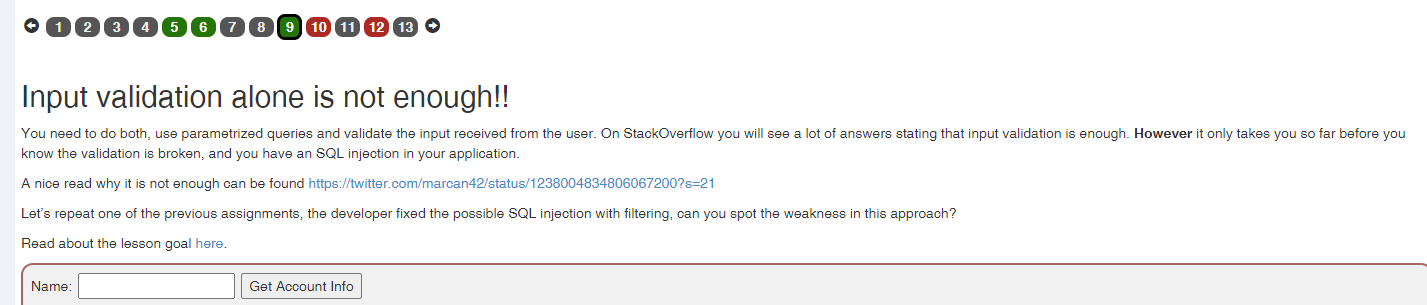 1 2 3 4 5 6 7 8 9 10 11 12 13
Input validation alone is not enough!!
You need to do both, use parametrized queries and validate the input received from the user. On StackOverflow you will see a lot of answers stating that input validation is enough. However it only takes you so far before you
know the validation is broken, and you have an SQL injection in your application.
A nice read why it is not enough can be found https://twitter.com/marcan42/status/1238004834806067200?s=21
Let's repeat one of the previous assignments, the developer fixed the possible SQL injection with filtering, can you spot the weakness in this approach?
Read about the lesson goal here.
Name: Get Account Info